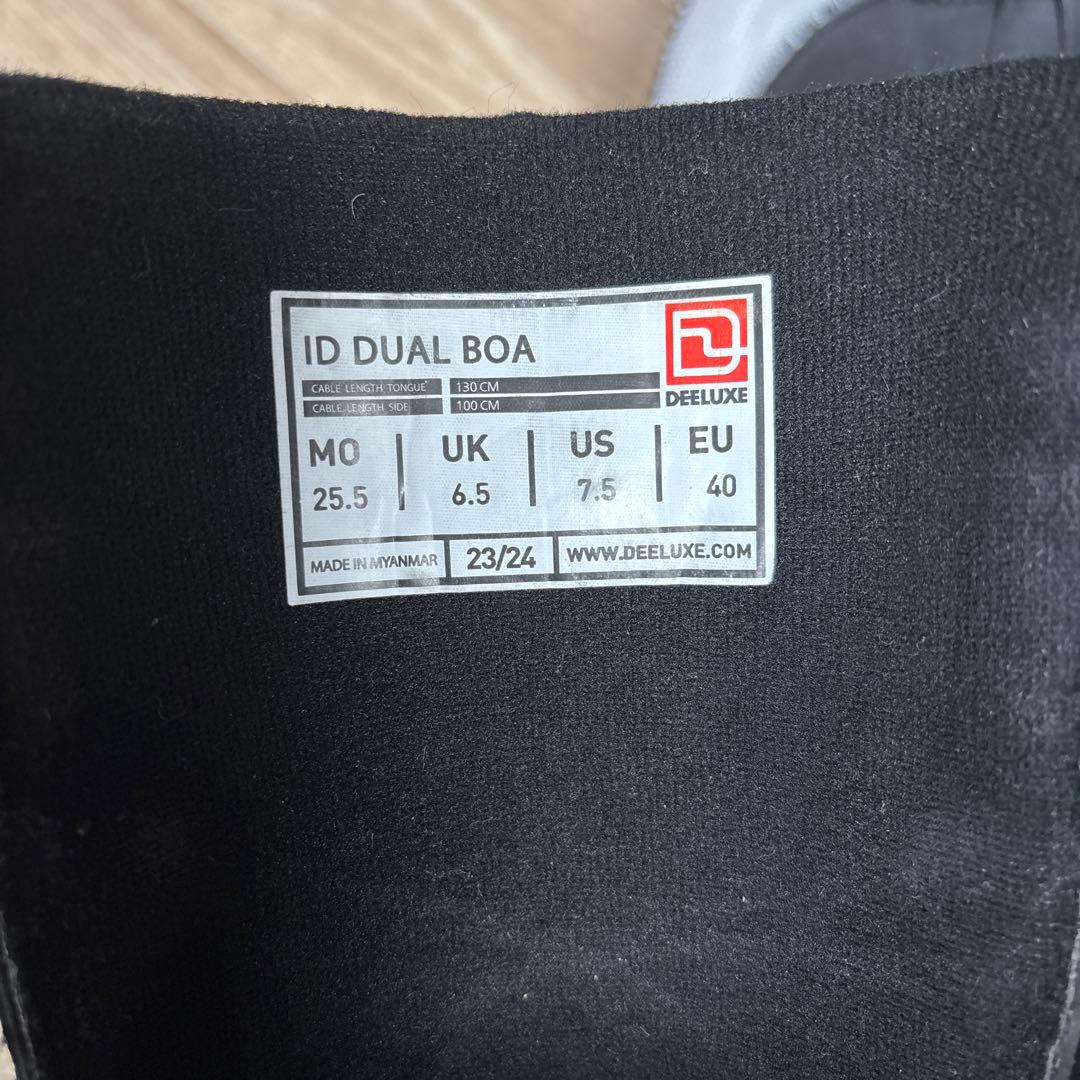 ID DUAL BOA
DEELUXE
CABLE LENGTH TONGUE 130 CM
CABLE LENGTH SIDE 100 CM
MO UK US EU
25.5 6.5 7.5 40
MADE IN MYANMAR 23/24 WWW.DEELUXE.COM